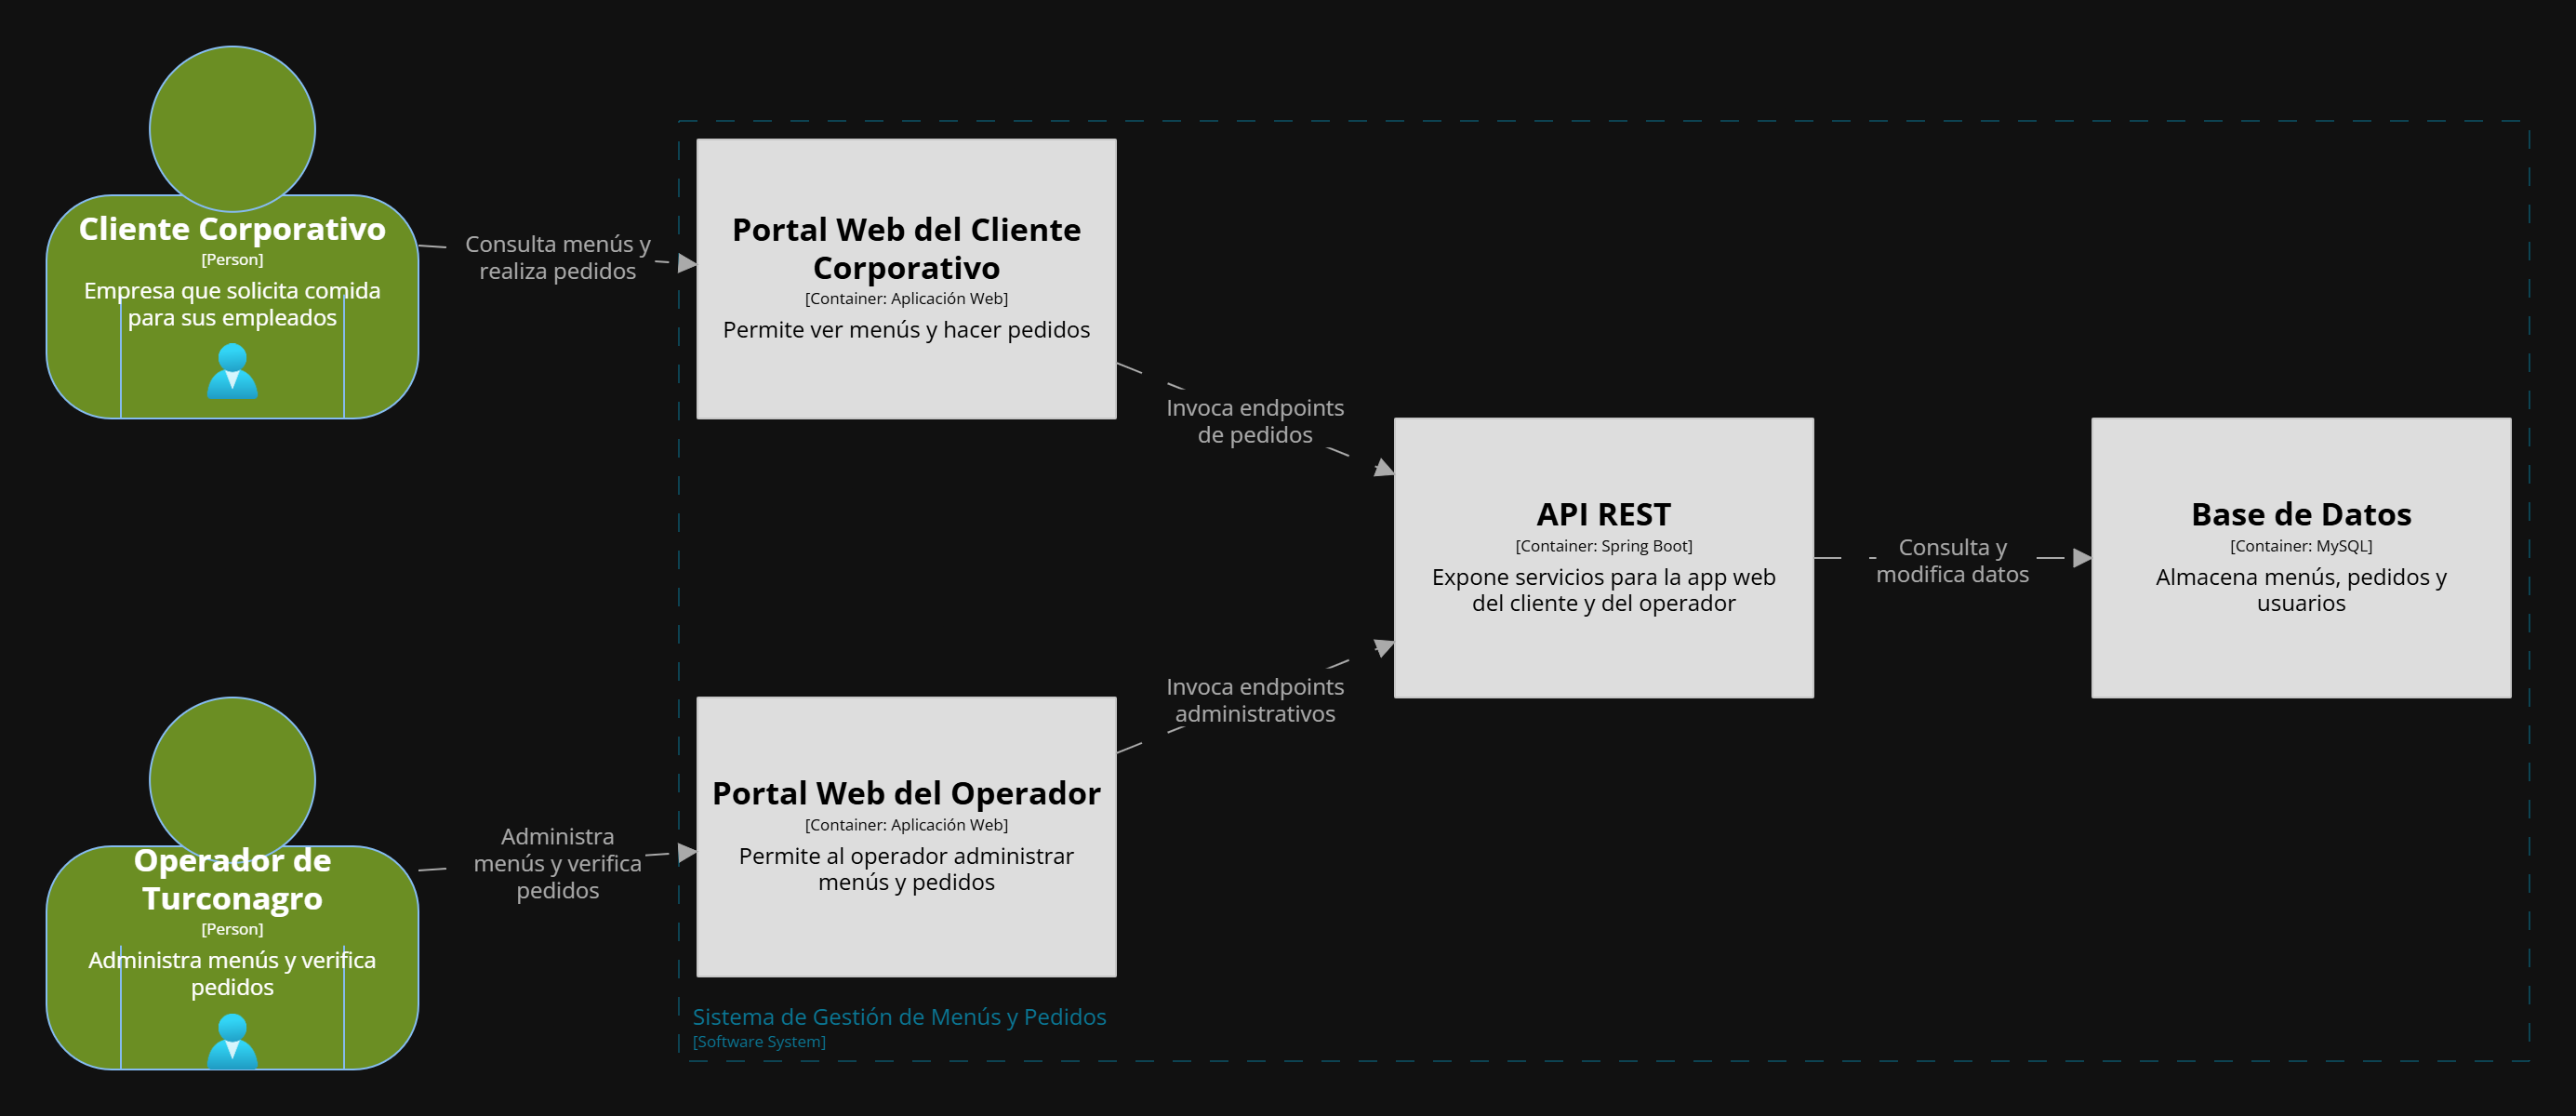 Cliente Corporativo
[Person]
Empresa que solicita comida
para sus empleados
Consulta menús y
realiza pedidos
Portal Web del Cliente
Corporativo
[Container: Aplicación Web]
Permite ver menús y hacer pedidos
Invoca endpoints
de pedidos
API REST
[Container: Spring Boot]
Expone servicios para la app web
del cliente y del operador
Consulta y
modifica datos
Base de Datos
[Container: MySQL]
Almacena menús, pedidos y
usuarios
Invoca endpoints
administrativos
Operador de
Turconagro
[Person]
Administra menús y verifica
pedidos
Administra
menús y verifica
pedidos
Portal Web del Operador
[Container: Aplicación Web]
Permite al operador administrar
menús y pedidos
Sistema de Gestión de Menús y Pedidos
[Software System]